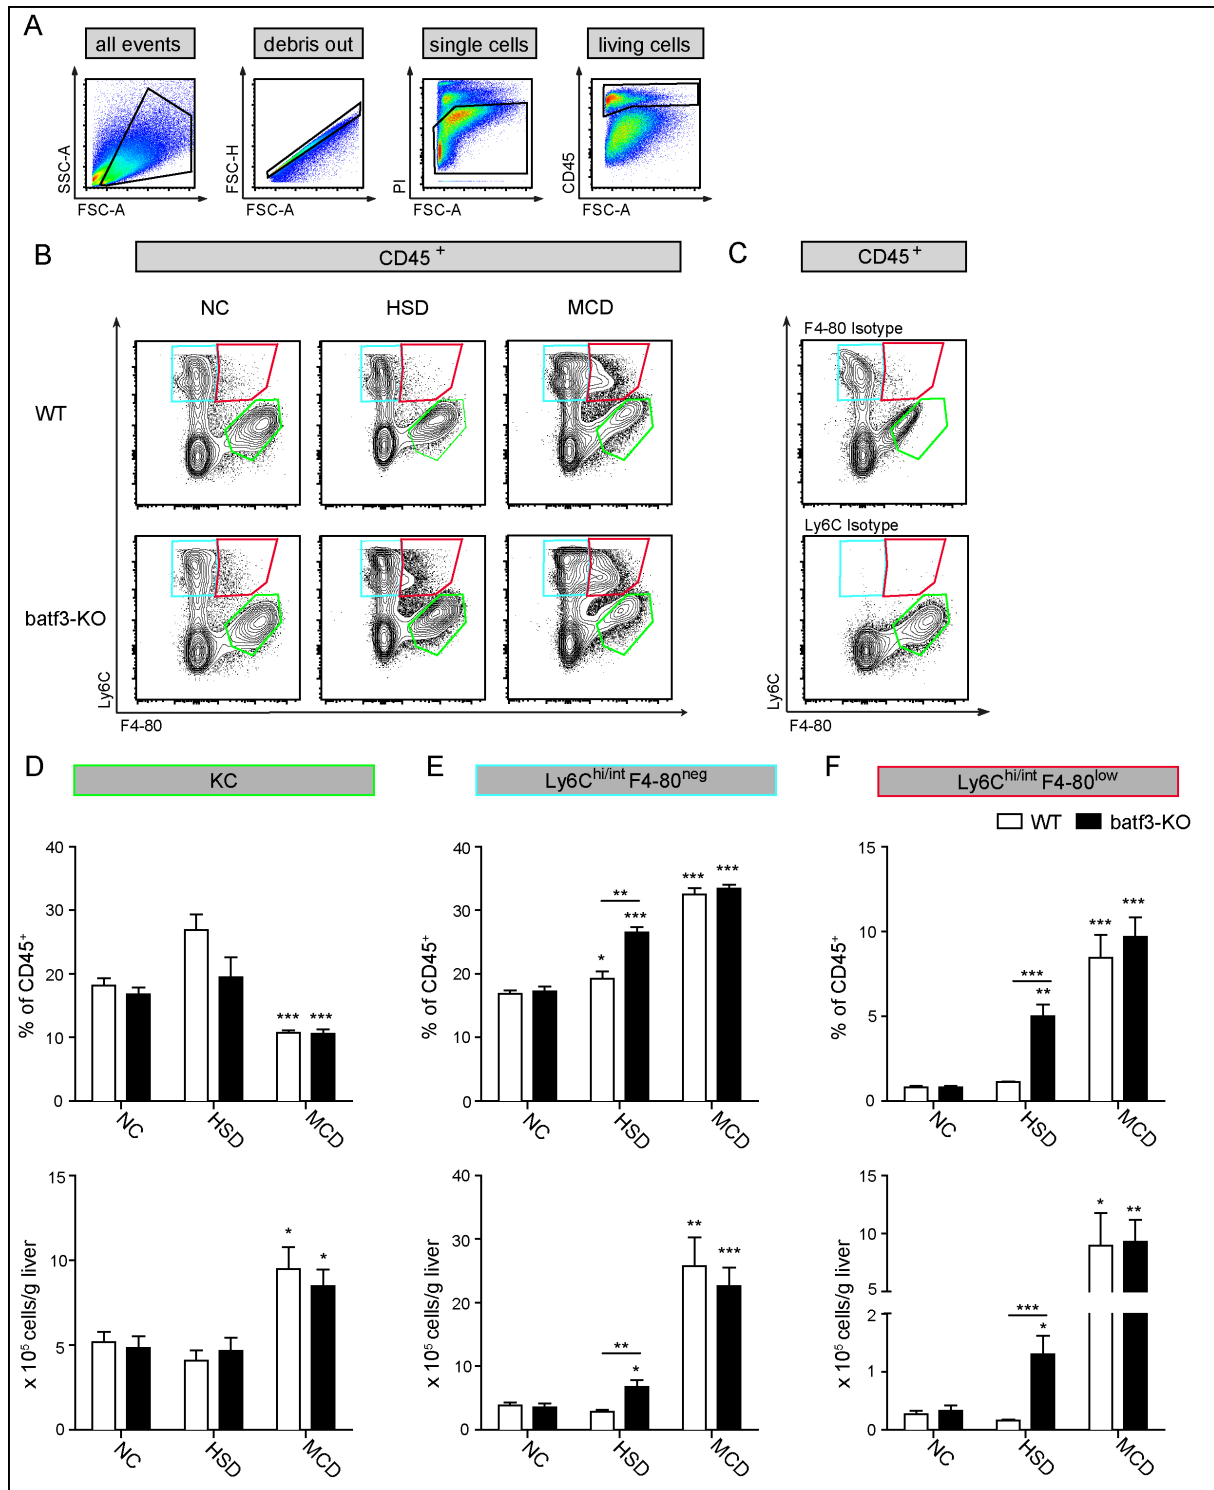 A
all events debris out single cells living cells
SSC-A FSC-H PI CD45
FSC-A FSC-A FSC-A FSC-A
B C
CD45 + CD45+
NC HSD MCD
F4-80 Isotype
WT
Ly6C Isotype
batf3-KO
Ly6C Ly6C
F4-80 F4-80
D E F
KC Ly6Chi/int F4-80neg Ly6Chi/int F4-80low
WT batf3-KO
40
30
20
10
0
% of CD45+
*** ***
NC HSD MCD
40
30
20
10
0
% of CD45+
* ** *** *** ***
NC HSD MCD
15
10
5
0
% of CD45+
*** ** *** ***
NC HSD MCD
15
10
5
0
x 10⁵ cells/g liver
* *
NC HSD MCD
40
30
20
10
0
x 10⁵ cells/g liver
** * ** ***
NC HSD MCD
15
10
5
2
1
0
x 10⁵ cells/g liver
*** * * **
NC HSD MCD